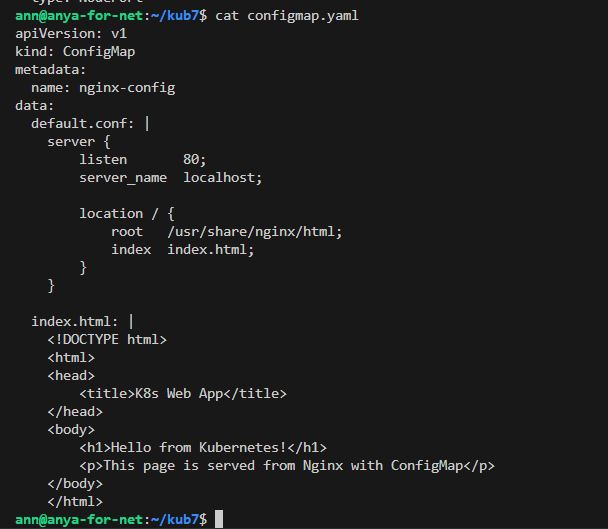 type: NodePort
ann@anya-for-net:~/kub7$ cat configmap.yaml
apiVersion: v1
kind: ConfigMap
metadata:
  name: nginx-config
data:
  default.conf: |
    server {
        listen       80;
        server_name  localhost;

        location / {
            root   /usr/share/nginx/html;
            index  index.html;
        }
    }

  index.html: |
    <!DOCTYPE html>
    <html>
    <head>
        <title>K8s Web App</title>
    </head>
    <body>
        <h1>Hello from Kubernetes!</h1>
        <p>This page is served from Nginx with ConfigMap</p>
    </body>
    </html>
ann@anya-for-net:~/kub7$